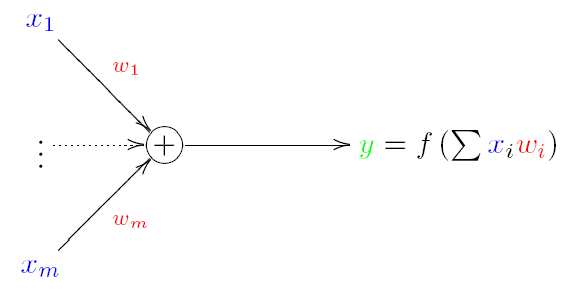 x₁
w₁
⋮
+
y = f (∑ xᵢwᵢ)
wₘ
xₘ